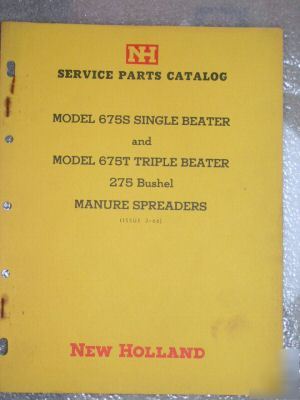 NH
SERVICE PARTS CATALOG
MODEL 675S SINGLE BEATER
and
MODEL 675T TRIPLE BEATER
275 Bushel
MANURE SPREADERS
NEW HOLLAND